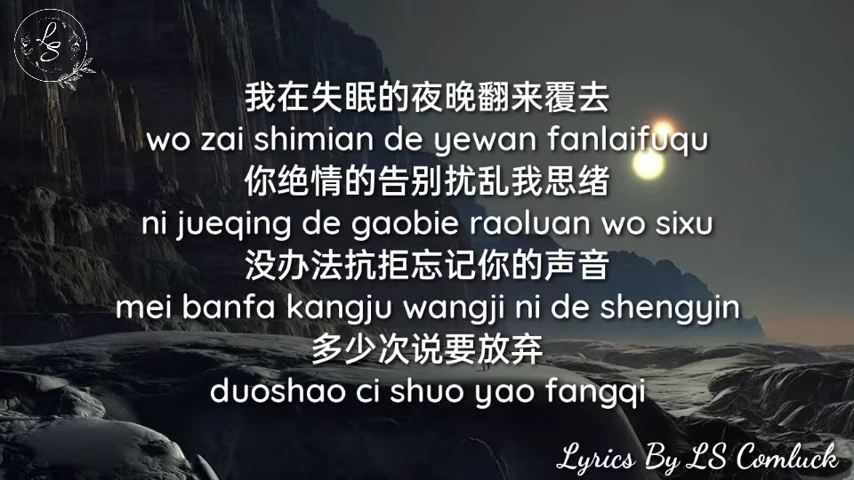 LS
我在失眠的夜晚翻来覆去
wo zai shimian de yewan fanlaifuqu
你绝情的告别扰乱我思绪
ni jueqing de gaobie raoluan wo sixu
没办法抗拒忘记你的声音
mei banfa kangju wangji ni de shengyin
多少次说要放弃
duoshao ci shuo yao fangqi
Lyrics By LS Comluck